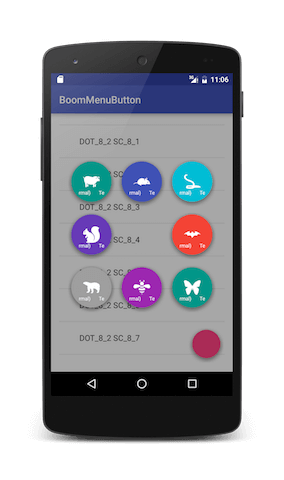 11:06
BoomMenuButton
DOT_8_2 SC_8_1
rmal) Te rmal) Te rmal) Te
DOT_8_2 SC_8_3
rmal) Te rmal) Te
SC_8_4
rmal) Te rmal) Te rmal) Te
DOT_8_2 SC_8_7